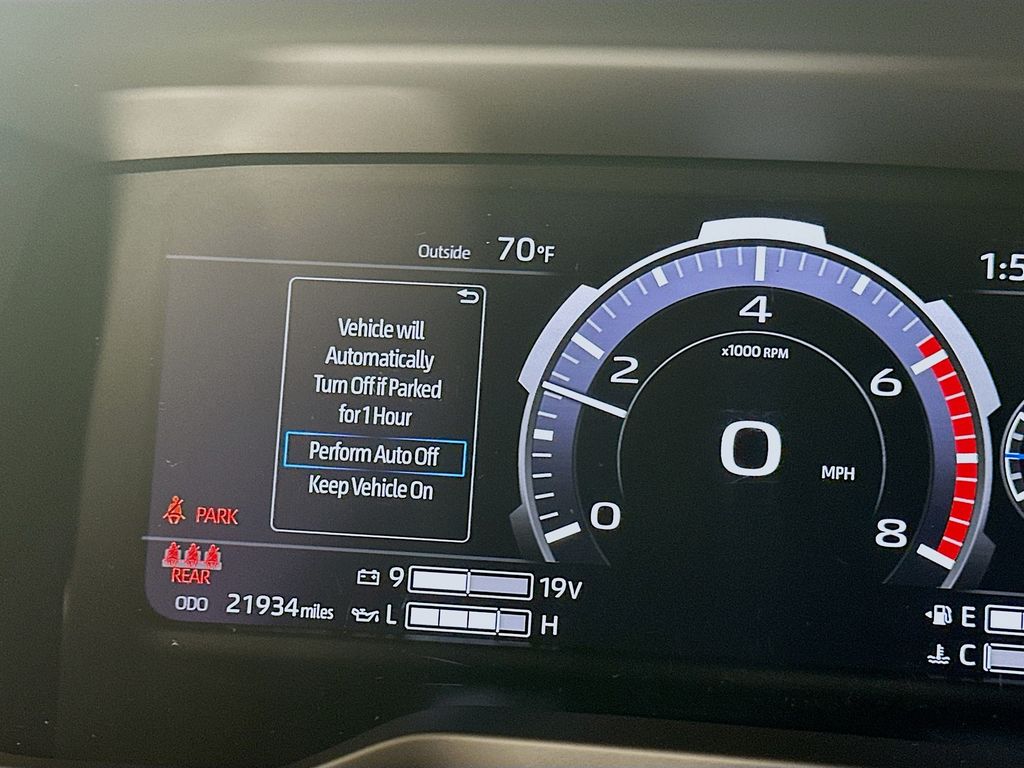 Outside 70°F
1:5
Vehicle will
Automatically
Turn Off if Parked
for 1 Hour
Perform Auto Off
Keep Vehicle On
PARK
REAR
ODO 21934 miles
9 19V
L H
0
2
4
6
8
x1000 RPM
0 MPH
E
C